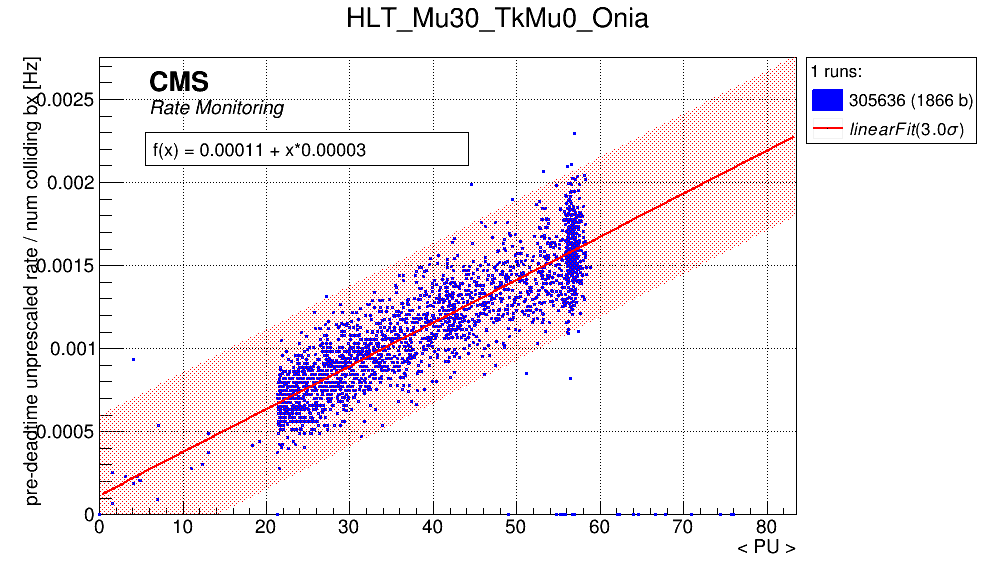 HLT_Mu30_TkMu0_Onia
pre-deadtime unprescaled rate / num colliding bx [Hz]
0.0025
0.002
0.0015
0.001
0.0005
0
CMS
Rate Monitoring
f(x) = 0.00011 + x*0.00003
1 runs:
305636 (1866 b)
linearFit(3.0σ)
0 10 20 30 40 50 60 70 80
< PU >